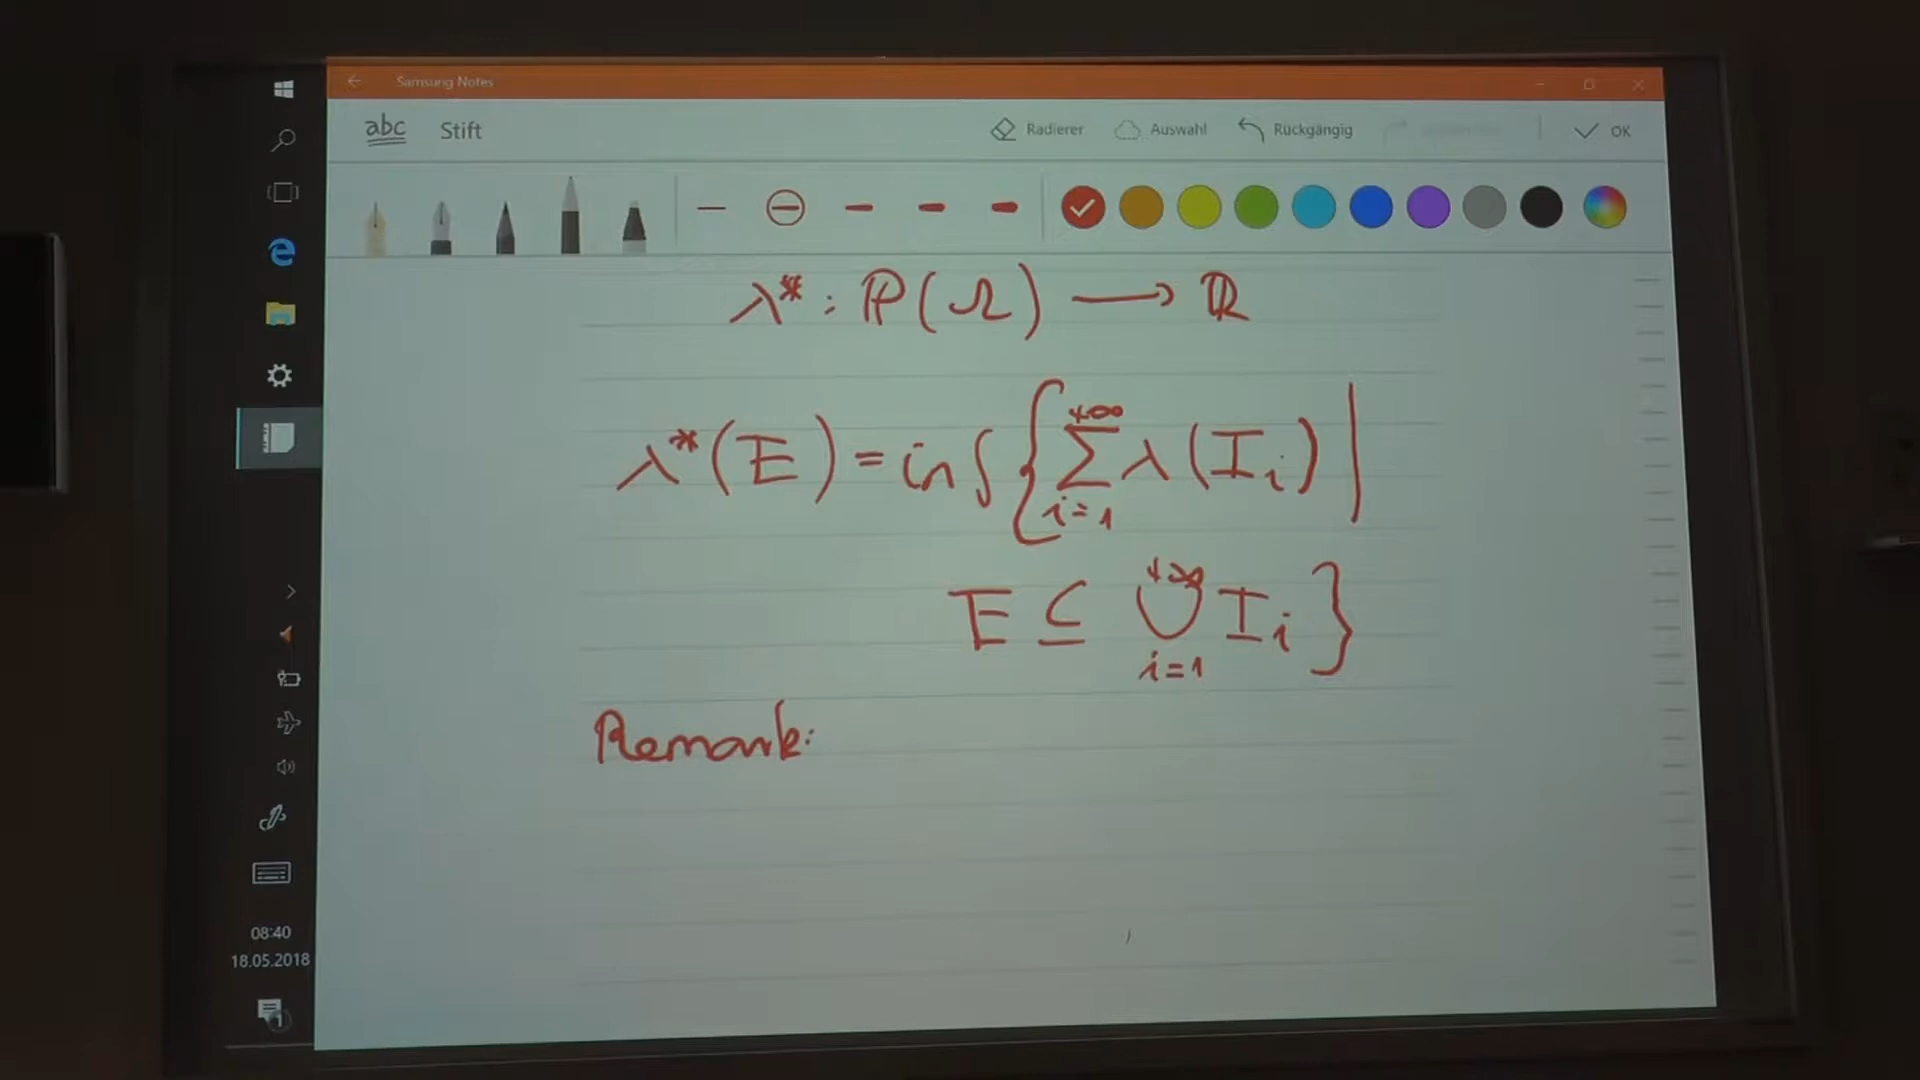 Samsung Notes
abc Stift Radierer Auswahl Rückgängig OK
λ* : ℙ(Ω) ⟶ ℝ
λ*(E) = inf { +∞ Σ i=1 λ(I_i) |
E ⊆ +∞ ∪ i=1 I_i }
Remark:
08:40
18.05.2018
1